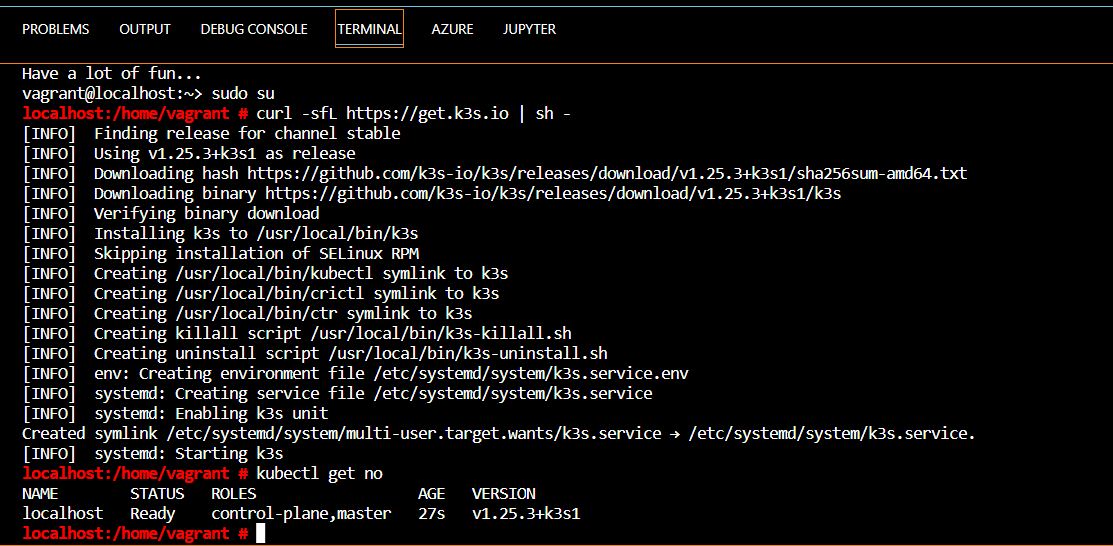 PROBLEMS OUTPUT DEBUG CONSOLE TERMINAL AZURE JUPYTER
Have a lot of fun...
vagrant@localhost:~> sudo su
localhost:/home/vagrant # curl -sfL https://get.k3s.io | sh -
[INFO]  Finding release for channel stable
[INFO]  Using v1.25.3+k3s1 as release
[INFO]  Downloading hash https://github.com/k3s-io/k3s/releases/download/v1.25.3+k3s1/sha256sum-amd64.txt
[INFO]  Downloading binary https://github.com/k3s-io/k3s/releases/download/v1.25.3+k3s1/k3s
[INFO]  Verifying binary download
[INFO]  Installing k3s to /usr/local/bin/k3s
[INFO]  Skipping installation of SELinux RPM
[INFO]  Creating /usr/local/bin/kubectl symlink to k3s
[INFO]  Creating /usr/local/bin/crictl symlink to k3s
[INFO]  Creating /usr/local/bin/ctr symlink to k3s
[INFO]  Creating killall script /usr/local/bin/k3s-killall.sh
[INFO]  Creating uninstall script /usr/local/bin/k3s-uninstall.sh
[INFO]  env: Creating environment file /etc/systemd/system/k3s.service.env
[INFO]  systemd: Creating service file /etc/systemd/system/k3s.service
[INFO]  systemd: Enabling k3s unit
Created symlink /etc/systemd/system/multi-user.target.wants/k3s.service → /etc/systemd/system/k3s.service.
[INFO]  systemd: Starting k3s
localhost:/home/vagrant # kubectl get no
NAME        STATUS   ROLES                  AGE   VERSION
localhost   Ready    control-plane,master   27s   v1.25.3+k3s1
localhost:/home/vagrant #